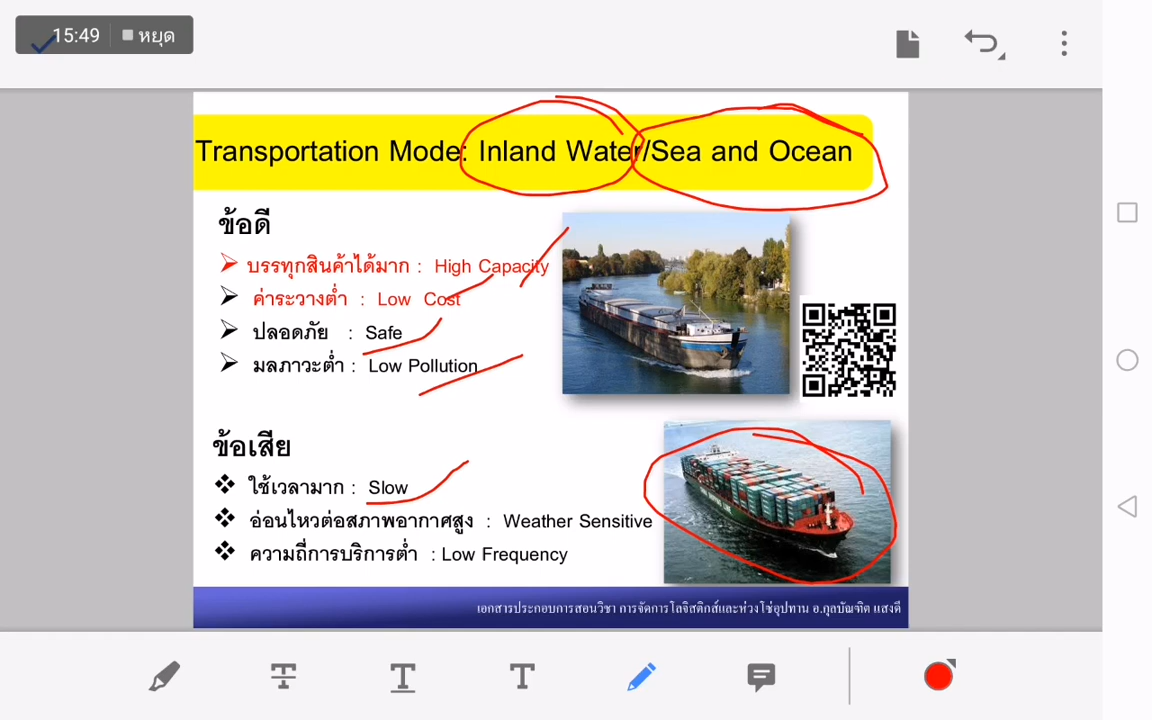 15:49 หยุด
Transportation Mode: Inland Water/Sea and Ocean
ข้อดี
บรรทุกสินค้าได้มาก : High Capacity
ค่าระวางต่ำ : Low Cost
ปลอดภัย : Safe
มลภาวะต่ำ : Low Pollution
ข้อเสีย
ใช้เวลามาก : Slow
อ่อนไหวต่อสภาพอากาศสูง : Weather Sensitive
ความถี่การบริการต่ำ : Low Frequency
เอกสารประกอบการสอนวิชา การจัดการโลจิสติกส์และห่วงโซ่อุปทาน อ.กุลบัณฑิต แสงดี